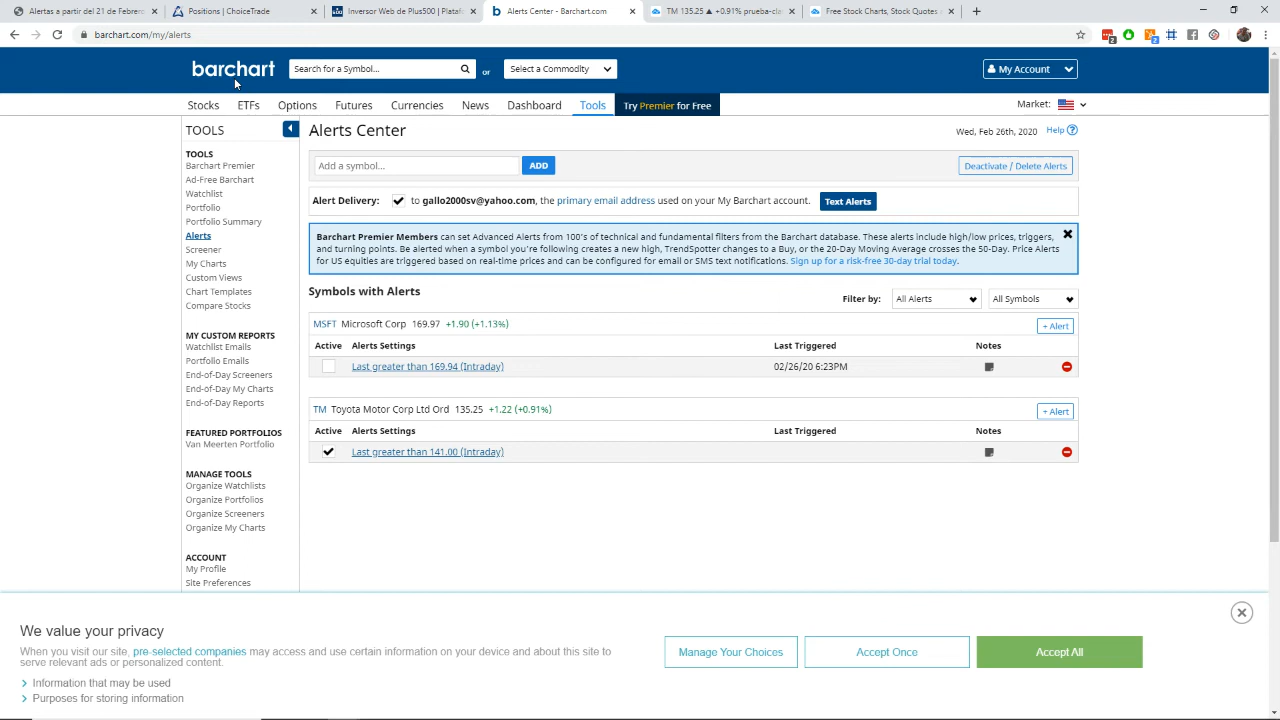 Alertas a partir del 21 de Febrero
Positions | ChoiceTrade
Inversor Web de Plus500 | Plataf
Alerts Center - Barchart.com
TM 135.25 ▲ +0.91% prueba-cla
Free Stock Charts, Stock Quotes
barchart.com/my/alerts
2
2
barchart
Search for a Symbol...
or
Select a Commodity
My Account
Stocks
ETFs
Options
Futures
Currencies
News
Dashboard
Tools
Try Premier for Free
Market:
TOOLS
TOOLS
Barchart Premier
Ad-Free Barchart
Watchlist
Portfolio
Portfolio Summary
Alerts
Screener
My Charts
Custom Views
Chart Templates
Compare Stocks
MY CUSTOM REPORTS
Watchlist Emails
Portfolio Emails
End-of-Day Screeners
End-of-Day My Charts
End-of-Day Reports
FEATURED PORTFOLIOS
Van Meerten Portfolio
MANAGE TOOLS
Organize Watchlists
Organize Portfolios
Organize Screeners
Organize My Charts
ACCOUNT
My Profile
Site Preferences
Alerts Center
Wed, Feb 26th, 2020
Help ?
Add a symbol...
ADD
Deactivate / Delete Alerts
Alert Delivery: to gallo2000sv@yahoo.com, the primary email address used on your My Barchart account.
Text Alerts
Barchart Premier Members can set Advanced Alerts from 100's of technical and fundamental filters from the Barchart database. These alerts include high/low prices, triggers,
and turning points. Be alerted when a symbol you're following creates a new high, TrendSpotter changes to a Buy, or the 20-Day Moving Average crosses the 50-Day. Price Alerts
for US equities are triggered based on real-time prices and can be configured for email or SMS text notifications. Sign up for a risk-free 30-day trial today.
Symbols with Alerts
Filter by:
All Alerts
All Symbols
MSFT Microsoft Corp 169.97 +1.90 (+1.13%)
+ Alert
Active Alerts Settings Last Triggered Notes
Last greater than 169.94 (Intraday) 02/26/20 6:23PM
TM Toyota Motor Corp Ltd Ord 135.25 +1.22 (+0.91%)
+ Alert
Active Alerts Settings Last Triggered Notes
Last greater than 141.00 (Intraday)
We value your privacy
When you visit our site, pre-selected companies may access and use certain information on your device and about this site to
serve relevant ads or personalized content.
Information that may be used
Purposes for storing information
Manage Your Choices
Accept Once
Accept All